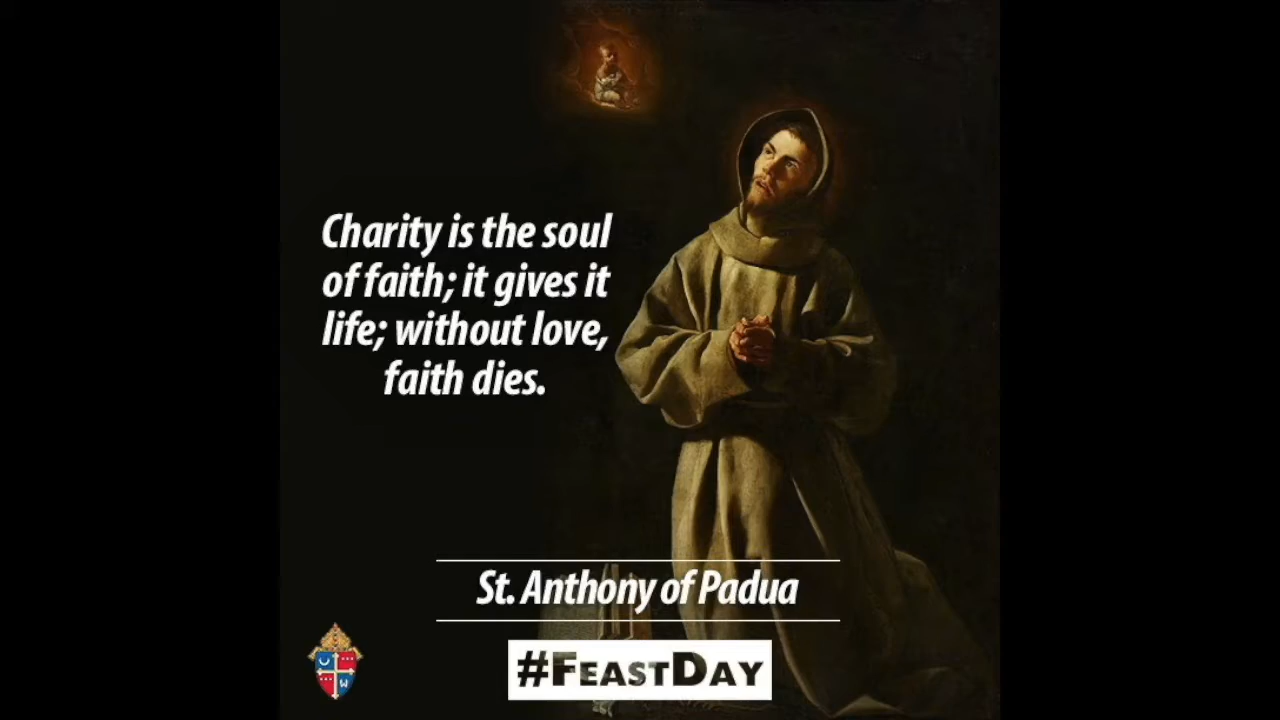 Charity is the soul
of faith; it gives it
life; without love,
faith dies.
St. Anthony of Padua
#FEASTDAY
W